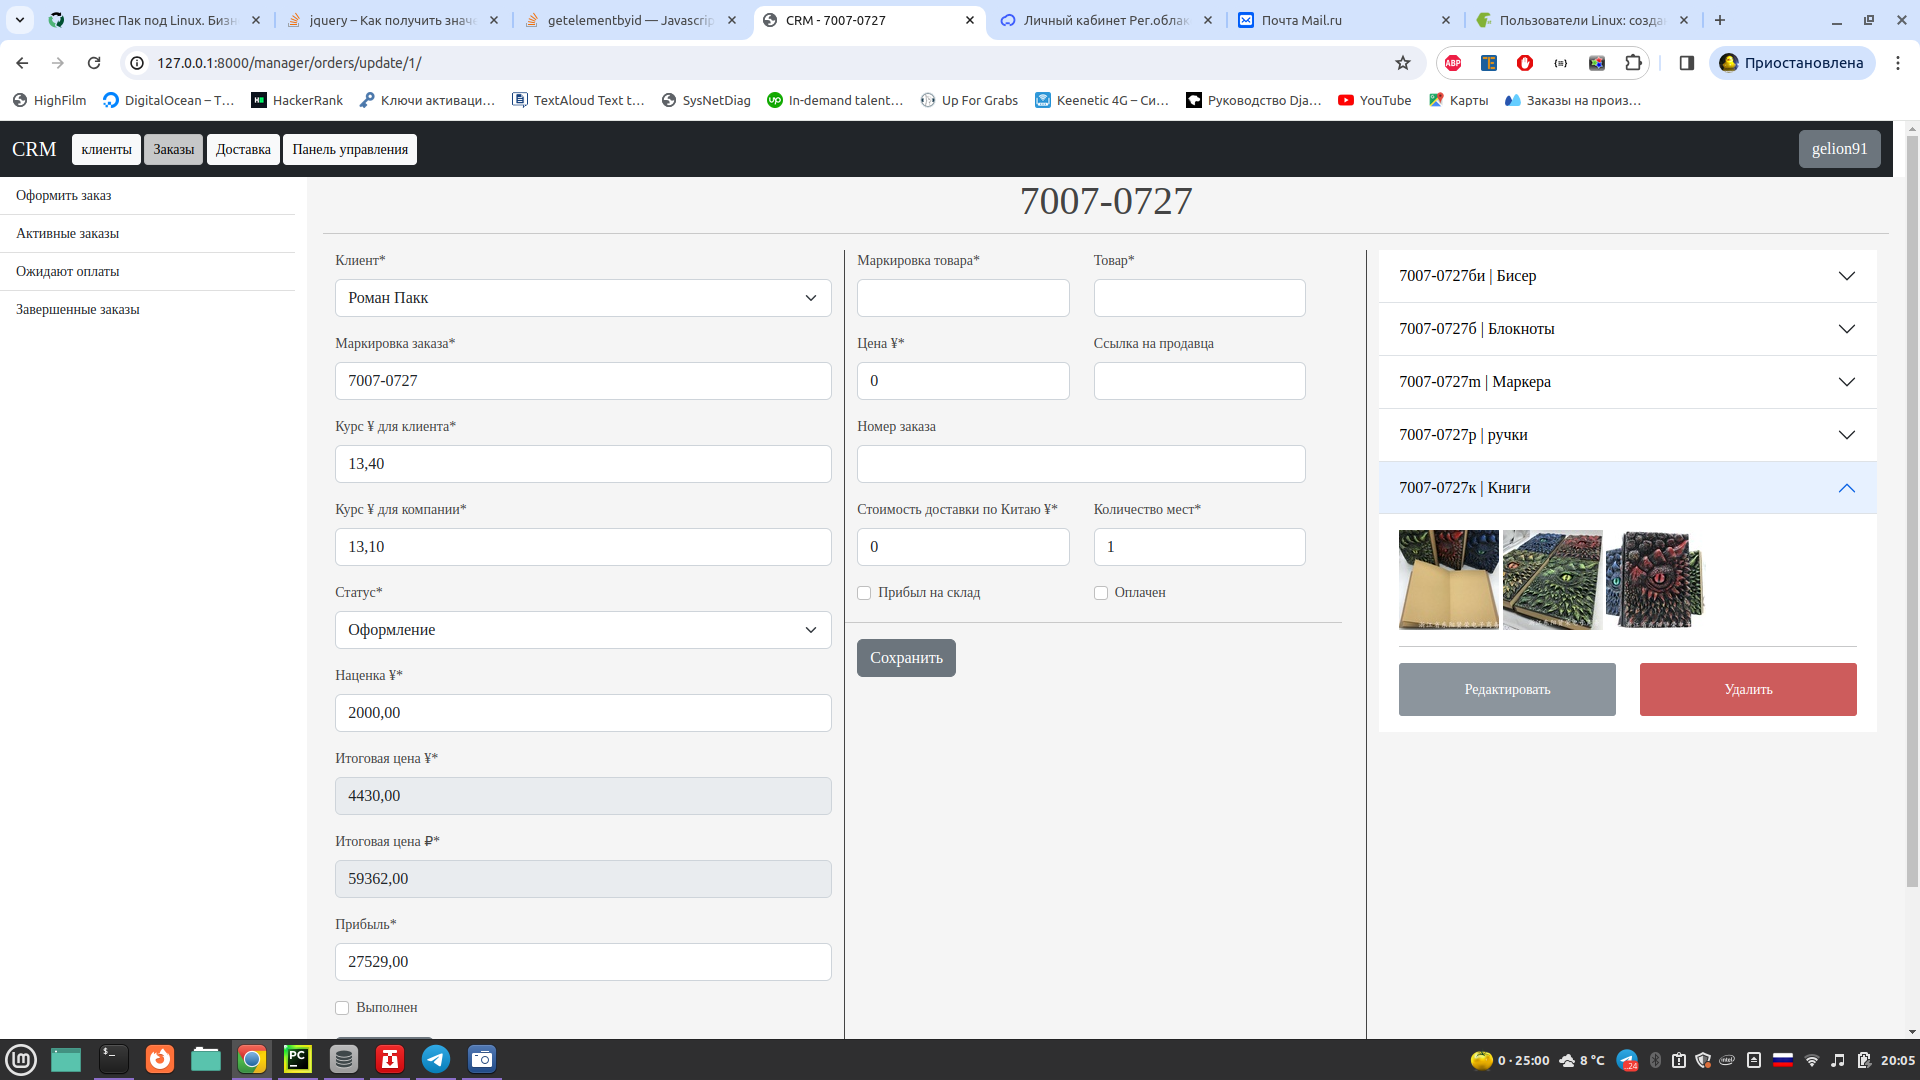 Бизнес Пак под Linux. Бизн
jquery – Как получить значе
getelementbyid — Javascrip
CRM - 7007-0727
Личный кабинет Рег.облак
Почта Mail.ru
Пользователи Linux: созда
127.0.0.1:8000/manager/orders/update/1/
ABP
Приостановлена
HighFilm
DigitalOcean – Т…
HackerRank
Ключи активаци…
TextAloud Text t…
SysNetDiag
In-demand talent…
Up For Grabs
Keenetic 4G – Си…
Руководство Dja…
YouTube
Карты
Заказы на произ…
CRM
клиенты
Заказы
Доставка
Панель управления
gelion91
Оформить заказ
Активные заказы
Ожидают оплаты
Завершенные заказы
7007-0727
Клиент*
Роман Пакк
Маркировка заказа*
7007-0727
Курс ¥ для клиента*
13,40
Курс ¥ для компании*
13,10
Статус*
Оформление
Наценка ¥*
2000,00
Итоговая цена ¥*
4430,00
Итоговая цена ₽*
59362,00
Прибыль*
27529,00
Выполнен
Маркировка товара*
Товар*
Цена ¥*
0
Ссылка на продавца
Номер заказа
Стоимость доставки по Китаю ¥*
0
Количество мест*
1
Прибыл на склад
Оплачен
Сохранить
7007-0727би | Бисер
7007-0727б | Блокноты
7007-0727m | Маркера
7007-0727р | ручки
7007-0727к | Книги
Редактировать
Удалить
PC
0 · 25:00
8 °C
24
20:05